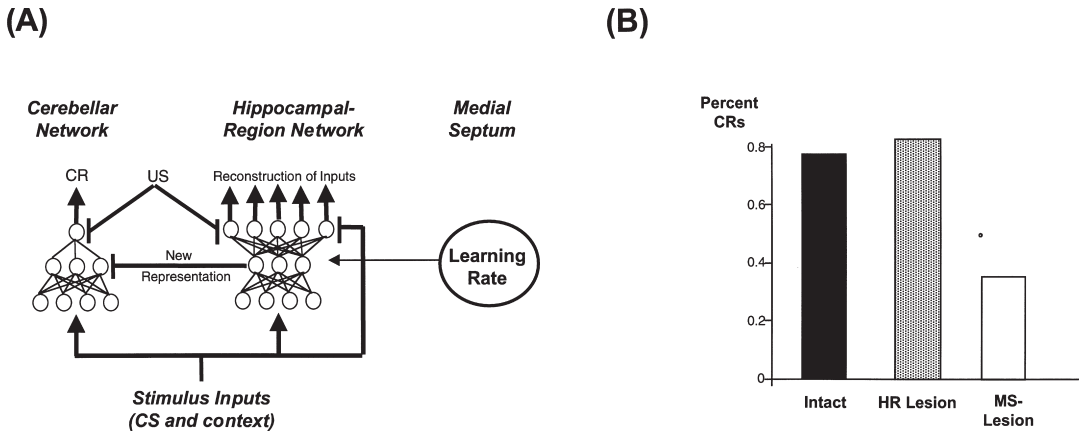 (A)
Cerebellar
Network
Hippocampal-
Region Network
Medial
Septum
CR
US
Reconstruction of Inputs
New
Representation
Learning
Rate
Stimulus Inputs
(CS and context)
(B)
Percent
CRs
0.8
0.6
0.4
0.2
0
Intact
HR Lesion
MS-
Lesion